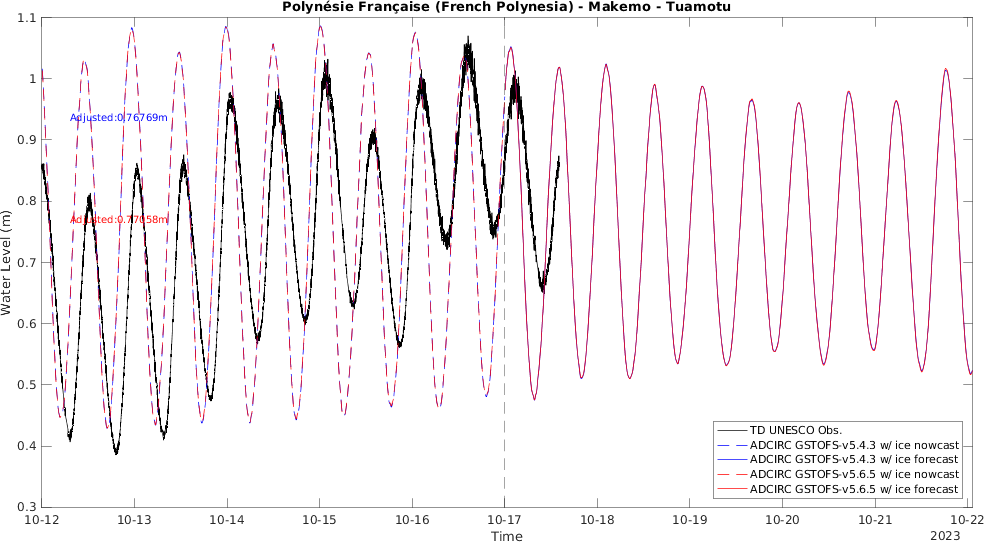 Polynésie Française (French Polynesia) - Makemo - Tuamotu
1.1
1
0.9
0.8
0.7
0.6
0.5
0.4
0.3
Water Level (m)
Adjusted:0.76769m
Adjusted:0.77058m
TD UNESCO Obs.
ADCIRC GSTOFS-v5.4.3 w/ ice nowcast
ADCIRC GSTOFS-v5.4.3 w/ ice forecast
ADCIRC GSTOFS-v5.6.5 w/ ice nowcast
ADCIRC GSTOFS-v5.6.5 w/ ice forecast
10-12 10-13 10-14 10-15 10-16 10-17 10-18 10-19 10-20 10-21 10-22
Time
2023